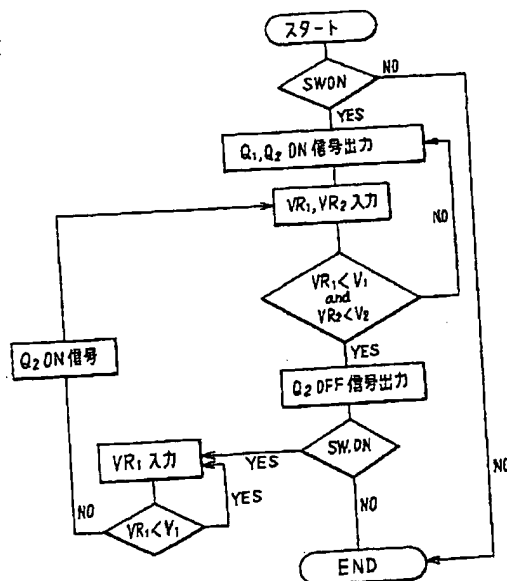 スタート
SWON
NO
YES
Q1,Q2 ON 信号出力
VR1,VR2 入力
NO
VR1<V1
and
VR2<V2
YES
Q2 ON 信号
Q2 OFF 信号出力
SW.ON
YES
VR1 入力
YES
NO
VR1<V1
NO
NO
END